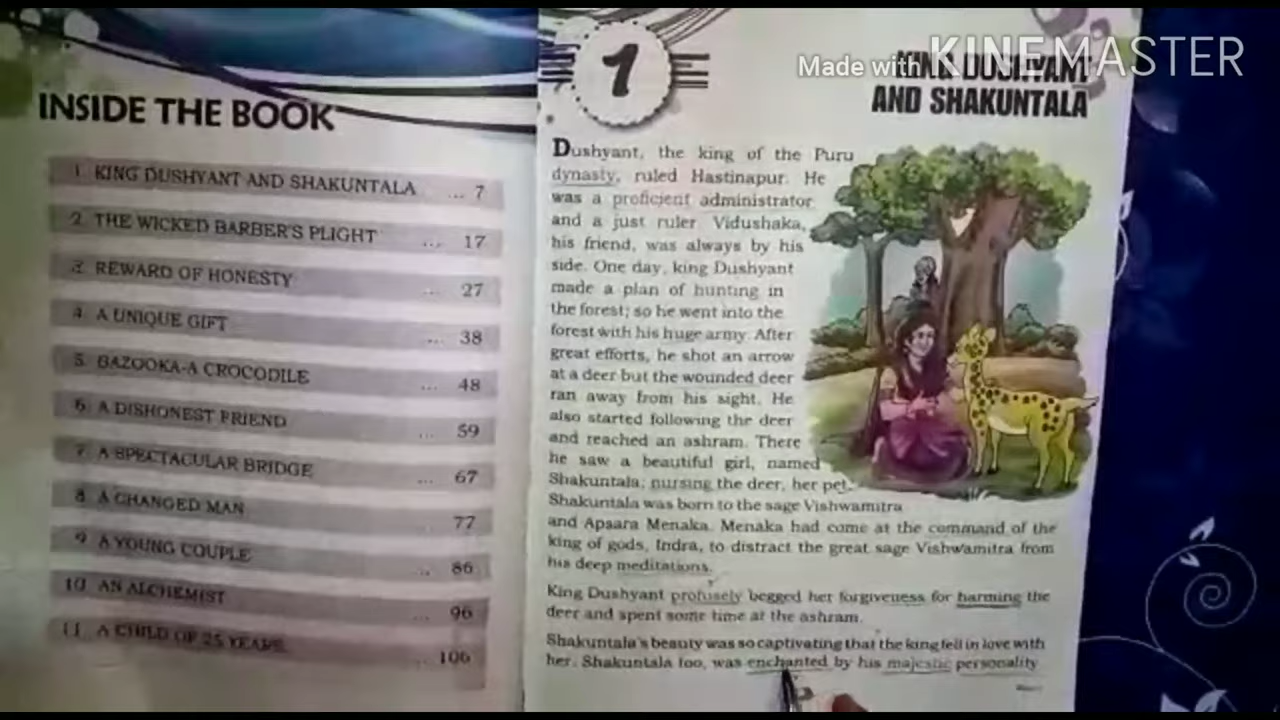 Made with KINEMASTER
INSIDE THE BOOK
1. KING DUSHYANT AND SHAKUNTALA ... 7
2. THE WICKED BARBER'S PLIGHT ... 17
3. REWARD OF HONESTY ... 27
4. A UNIQUE GIFT ... 38
5. BAZOOKA-A CROCODILE ... 48
6. A DISHONEST FRIEND ... 59
7. A SPECTACULAR BRIDGE ... 67
8. A CHANGED MAN 77
9. A YOUNG COUPLE ... 86
10. AN ALCHEMIST ... 96
11. A CHILD OF 25 YEARS ... 106
1
KING DUSHYANT
AND SHAKUNTALA
Dushyant, the king of the Puru
dynasty, ruled Hastinapur. He
was a proficient administrator
and a just ruler. Vidushaka,
his friend, was always by his
side. One day, king Dushyant
made a plan of hunting in
the forest; so he went into the
forest with his huge army. After
great efforts, he shot an arrow
at a deer but the wounded deer
ran away from his sight. He
also started following the deer
and reached an ashram. There
he saw a beautiful girl, named
Shakuntala, nursing the deer, her pet.
Shakuntala was born to the sage Vishwamitra
and Apsara Menaka. Menaka had come at the command of the
king of gods, Indra, to distract the great sage Vishwamitra from
his deep meditations.
King Dushyant profusely begged her forgiveness for harming the
deer and spent some time at the ashram.
Shakuntala's beauty was so captivating that the king fell in love with
her. Shakuntala too, was enchanted by his majestic personality